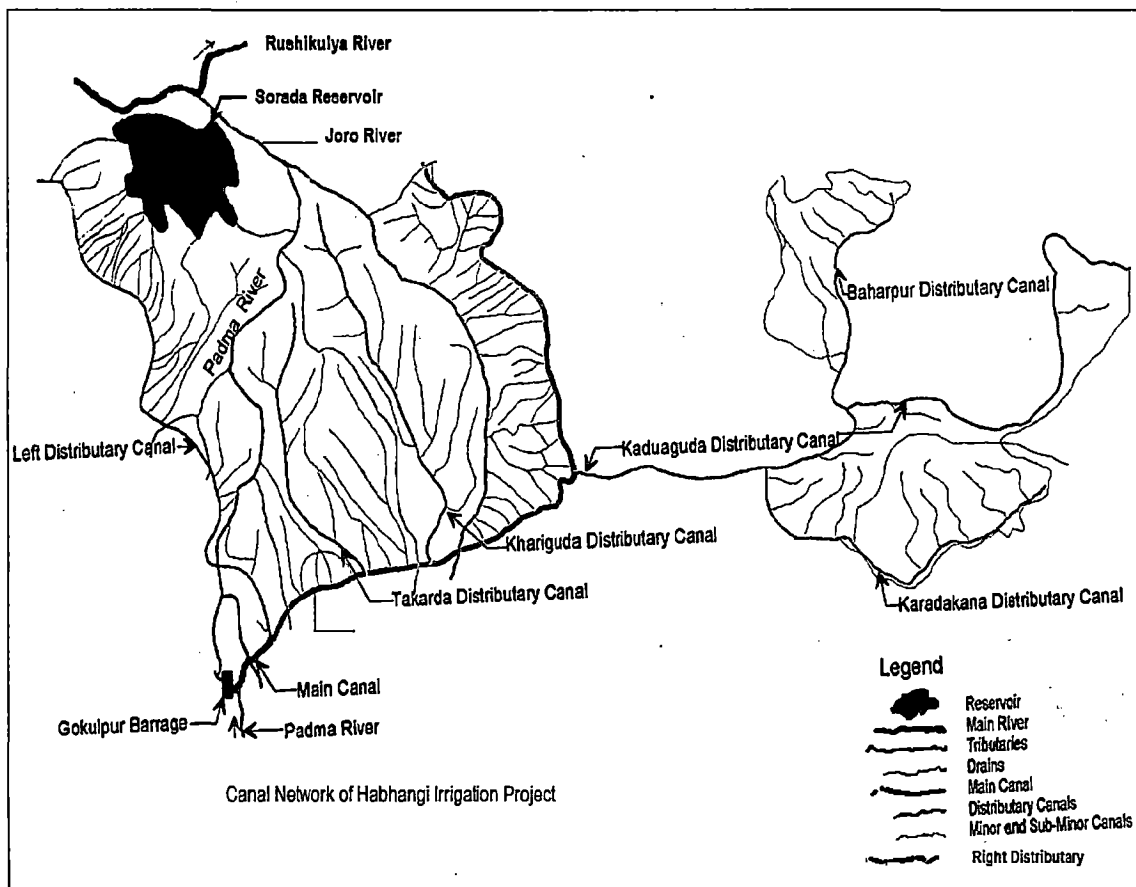 Rushikulya River
Sorada Reservoir
Joro River
Padma River
Baharpur Distributary Canal
Left Distributary Canal
Kaduaguda Distributary Canal
Khariguda Distributary Canal
Takarda Distributary Canal
Karadakana Distributary Canal
Main Canal
Gokulpur Barrage
Padma River
Canal Network of Habhangi Irrigation Project
Legend
Reservoir
Main River
Tributaries
Drains
Main Canal
Distributary Canals
Minor and Sub-Minor Canals
Right Distributary